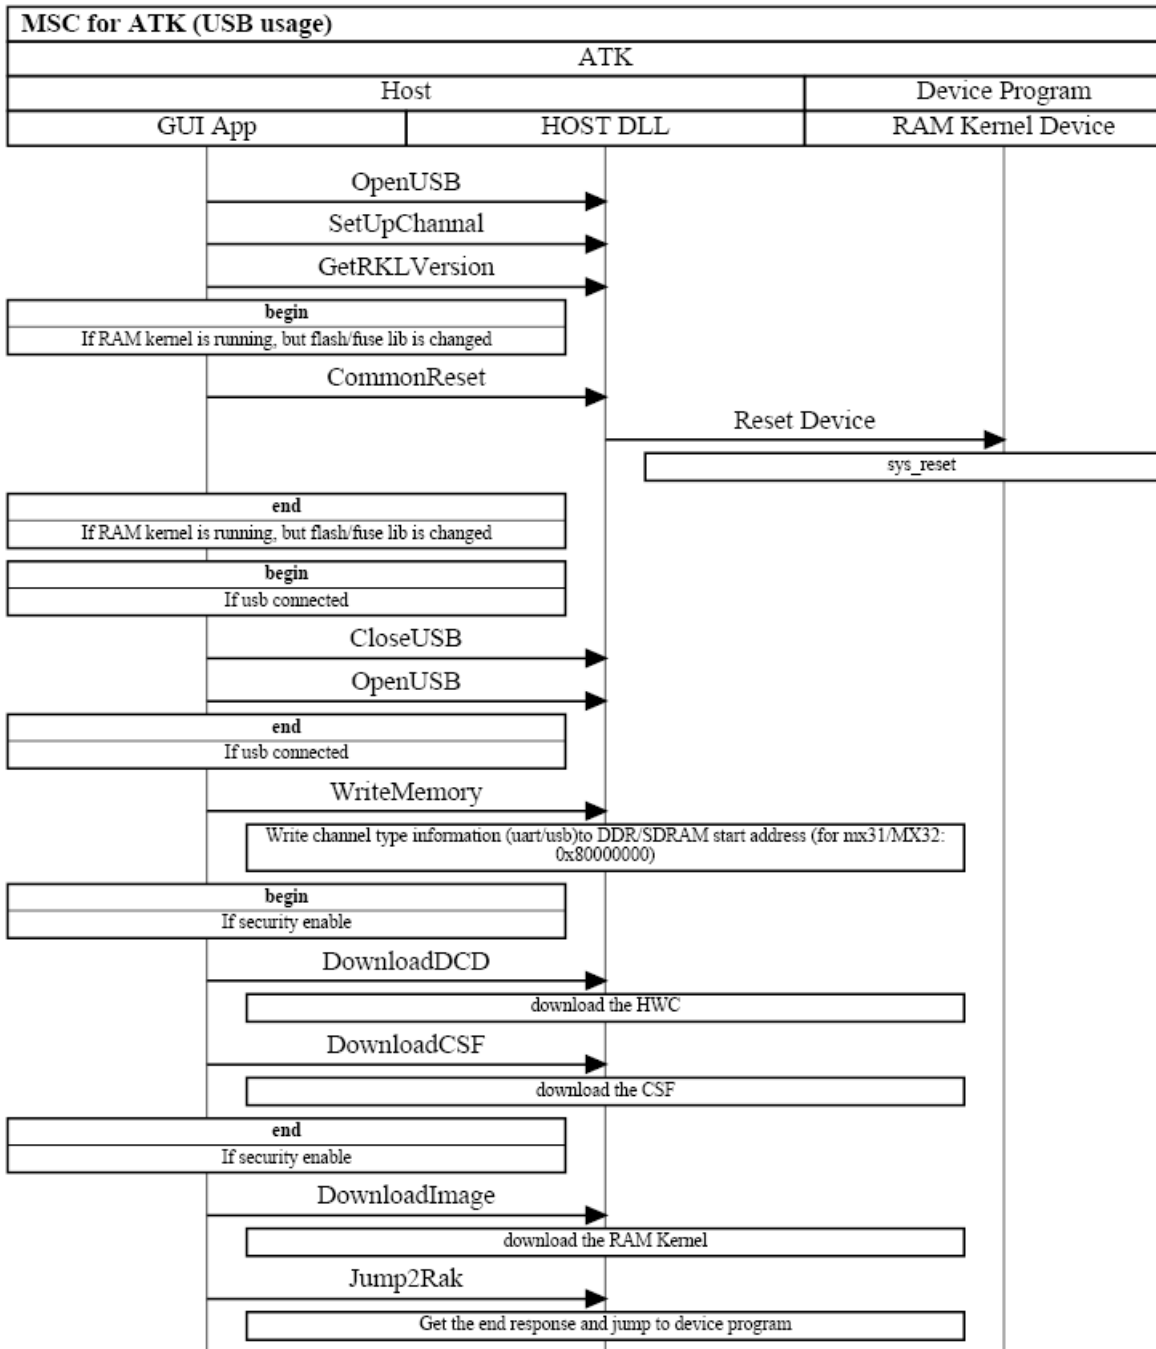 MSC for ATK (USB usage)
ATK
Host
Device Program
GUI App
HOST DLL
RAM Kernel Device
OpenUSB
SetUpChannal
GetRKLVersion
begin
If RAM kernel is running, but flash/fuse lib is changed
CommonReset
Reset Device
sys_reset
end
If RAM kernel is running, but flash/fuse lib is changed
begin
If usb connected
CloseUSB
OpenUSB
end
If usb connected
WriteMemory
Write channel type information (uart/usb)to DDR/SDRAM start address (for mx31/MX32:
0x80000000)
begin
If security enable
DownloadDCD
download the HWC
DownloadCSF
download the CSF
end
If security enable
DownloadImage
download the RAM Kernel
Jump2Rak
Get the end response and jump to device program